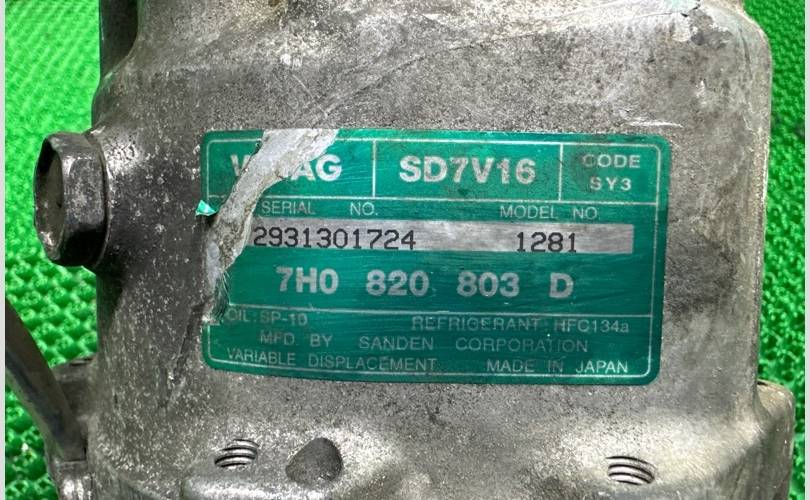 SD7V16
CODE
SY3
SERIAL NO. MODEL NO.
2931301724 1281
7H0 820 803 D
OIL: SP-10 REFRIGERANT: HFC134a
MFD. BY SANDEN CORPORATION
VARIABLE DISPLACEMENT MADE IN JAPAN